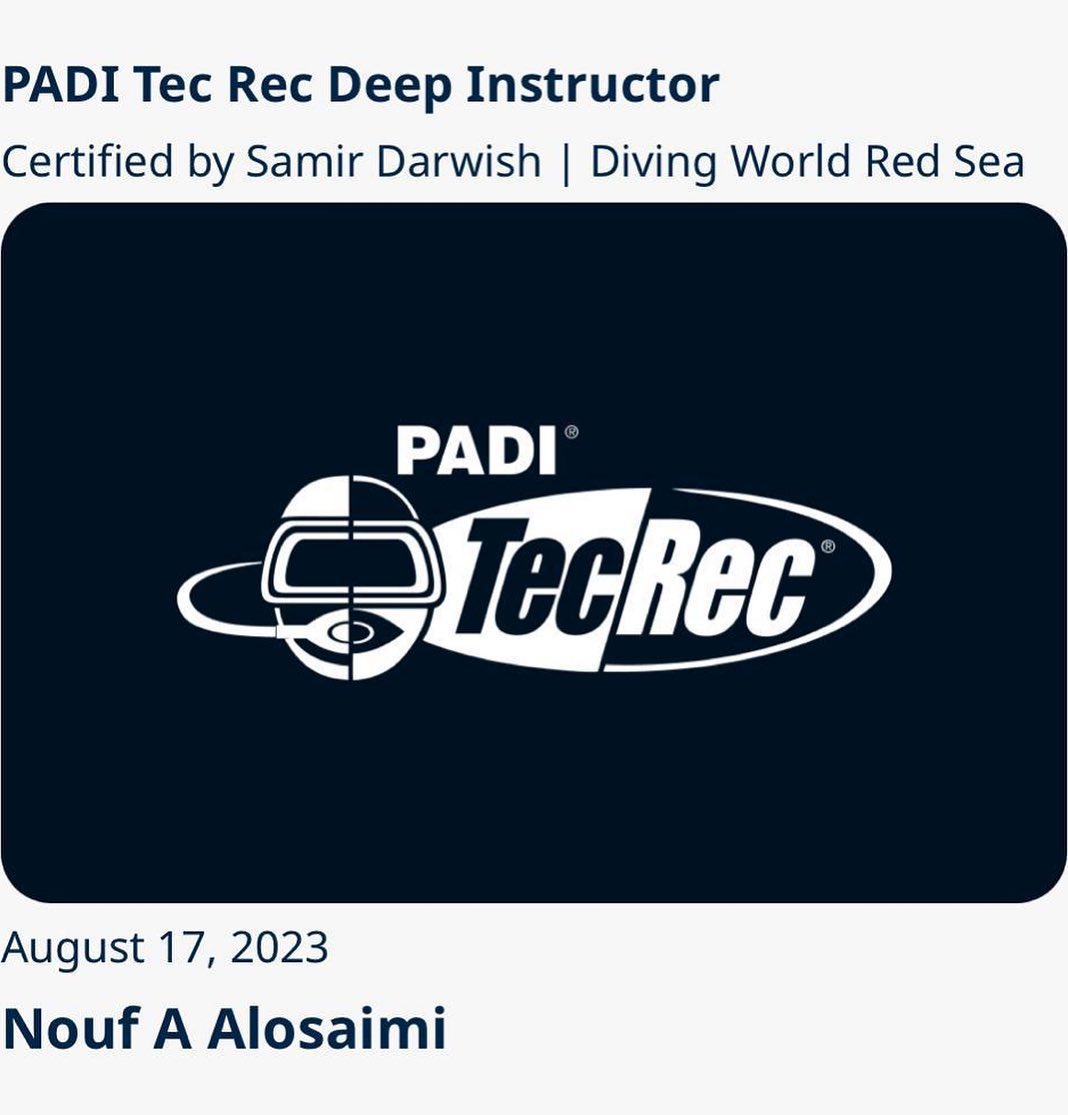 PADI Tec Rec Deep Instructor
Certified by Samir Darwish | Diving World Red Sea
PADI®
TecRec®
August 17, 2023
Nouf A Alosaimi